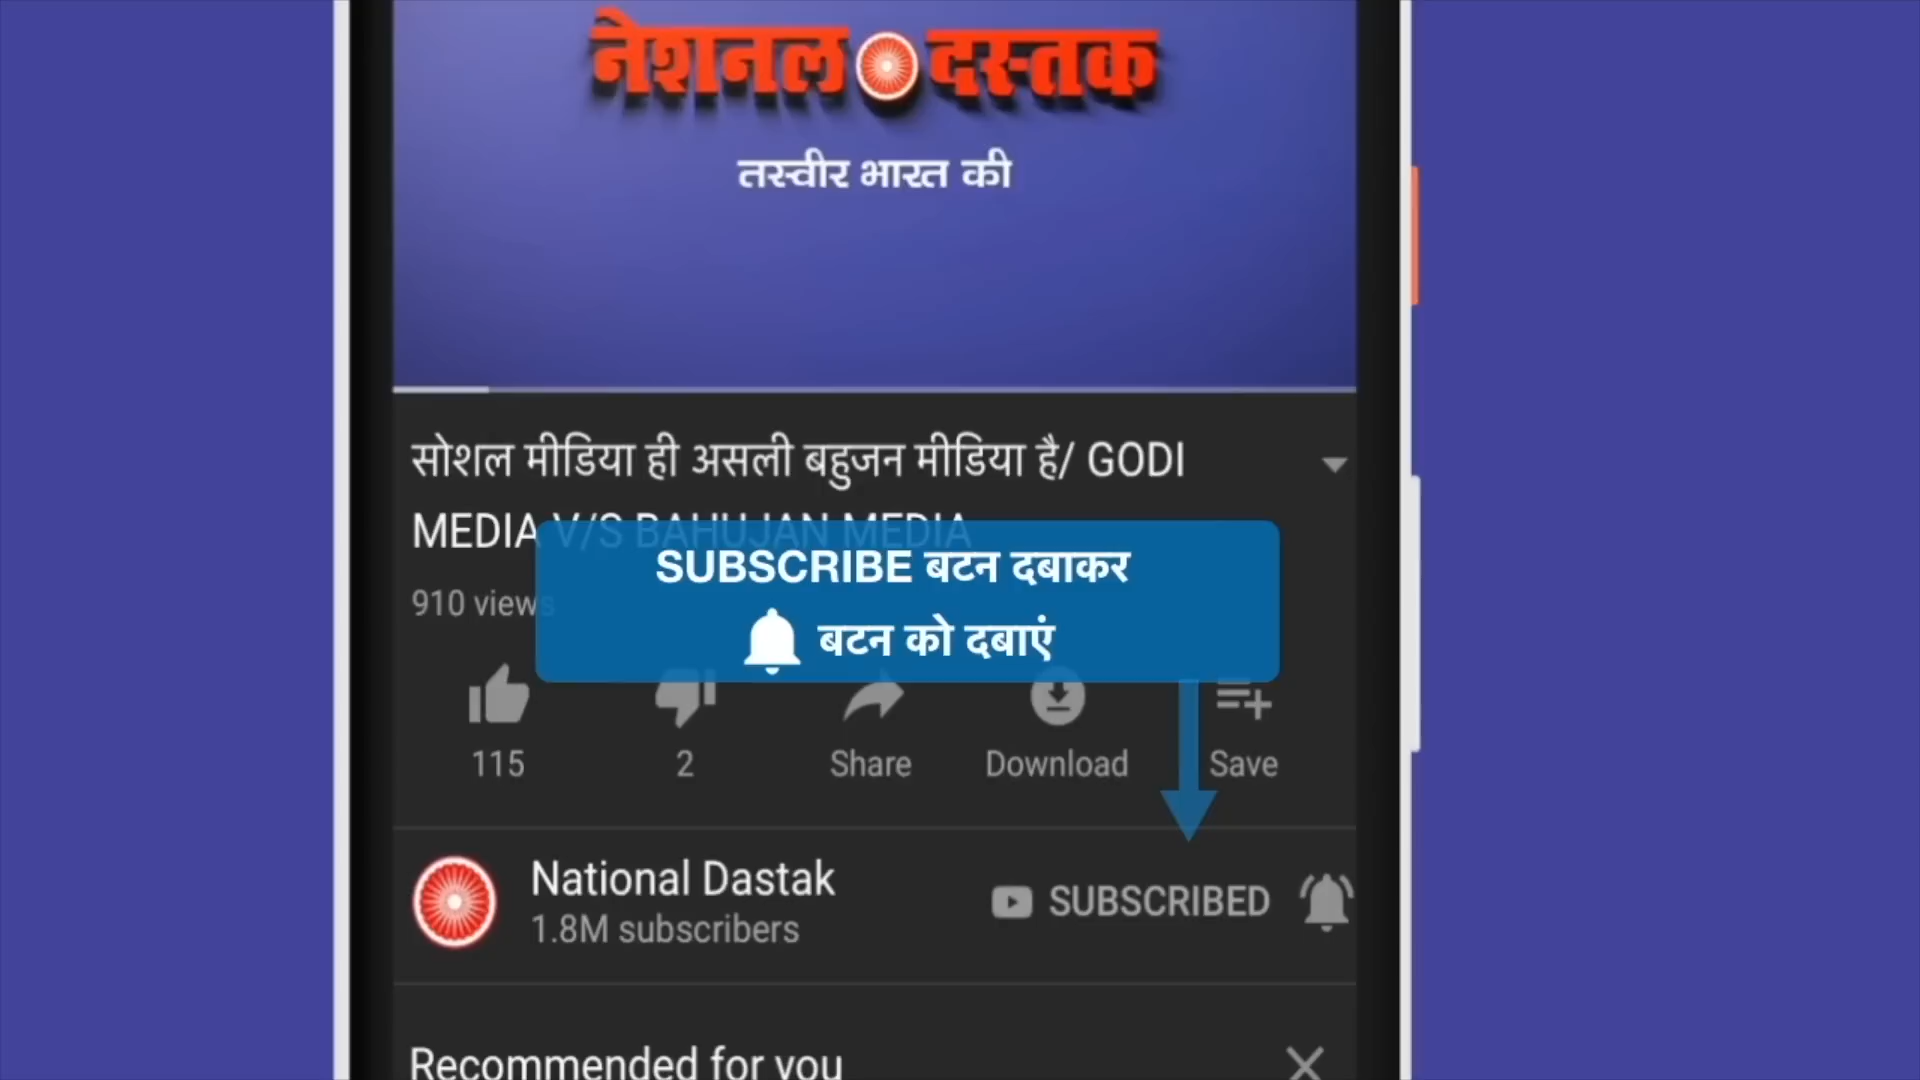 नेशनल दस्तक
तस्वीर भारत की
सोशल मीडिया ही असली बहुजन मीडिया है/ GODI
MEDIA V/S BAHUJAN MEDIA
910 views
SUBSCRIBE बटन दबाकर
बटन को दबाएं
115
2
Share
Download
Save
National Dastak
1.8M subscribers
SUBSCRIBED
Recommended for you